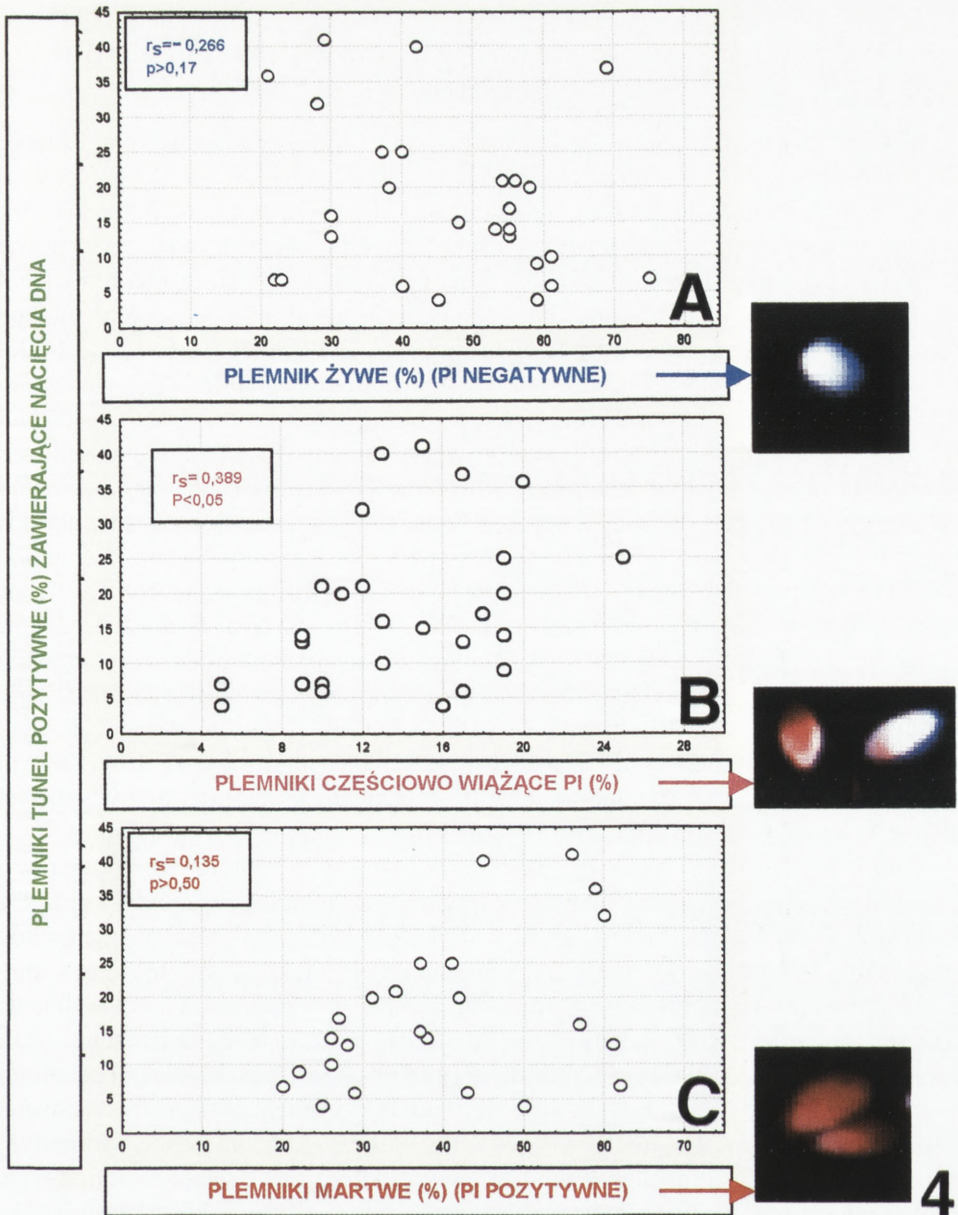 PLEMNIKI TUNEL POZYTYWNE (%) ZAWIERAJĄCE NACIĘCIA DNA
45
40
35
30
25
20
15
10
5
0
rs=- 0,266
p>0,17
A
0 10 20 30 40 50 60 70 80
PLEMNIK ŻYWE (%) (PI NEGATYWNE)
45
40
35
30
25
20
15
10
5
0
rs= 0,389
P<0,05
B
0 4 8 12 16 20 24 28
PLEMNIKI CZĘŚCIOWO WIĄŻĄCE PI (%)
45
40
35
30
25
20
15
10
5
0
rs= 0,135
p>0,50
C
0 10 20 30 40 50 60 70
PLEMNIKI MARTWE (%) (PI POZYTYWNE)
4